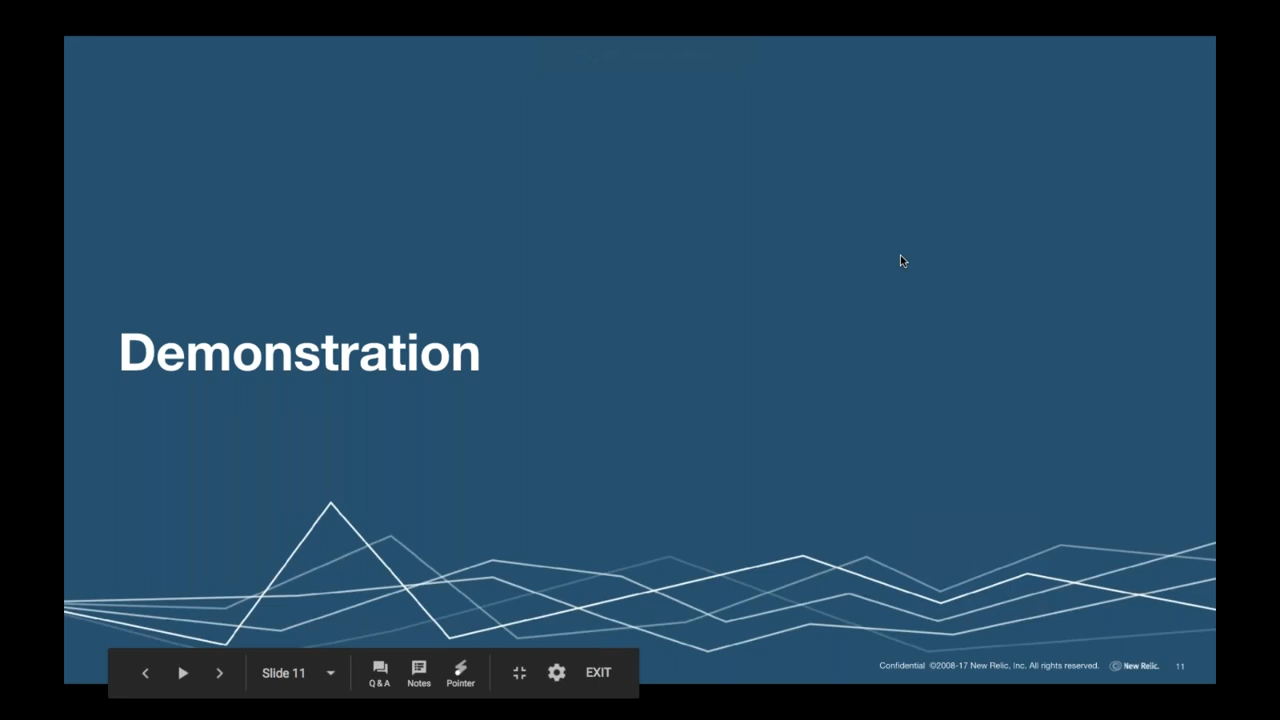 Demonstration
Confidential ©2008-17 New Relic, Inc. All rights reserved. New Relic. 11
Slide 11 Q & A Notes Pointer EXIT